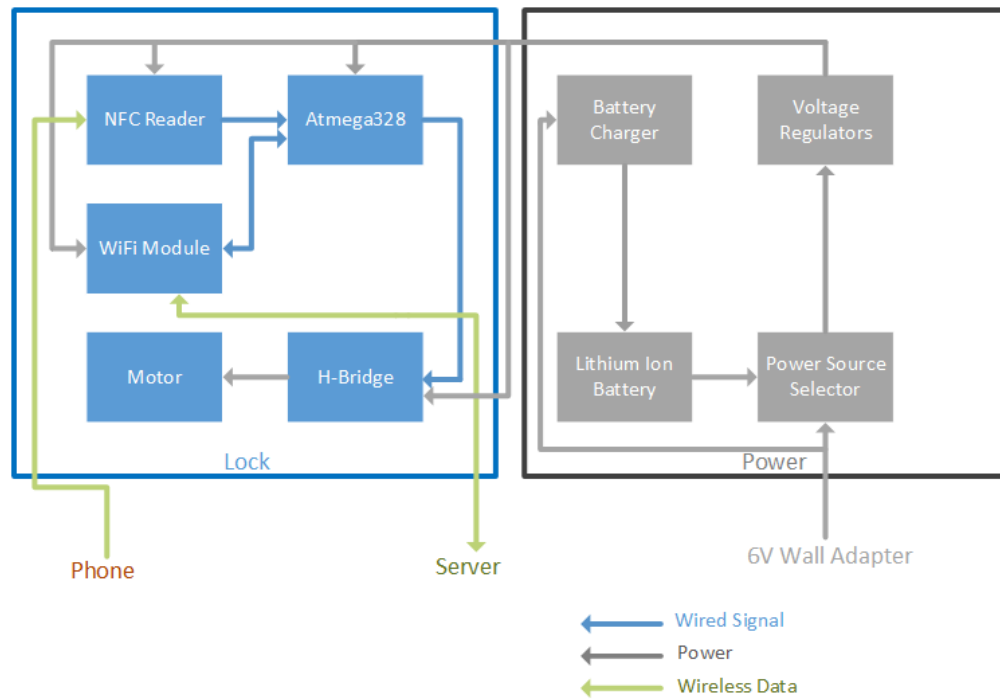 NFC Reader
Atmega328
WiFi Module
Motor
H-Bridge
Lock
Battery
Charger
Voltage
Regulators
Lithium Ion
Battery
Power Source
Selector
Power
Phone
Server
6V Wall Adapter
Wired Signal
Power
Wireless Data